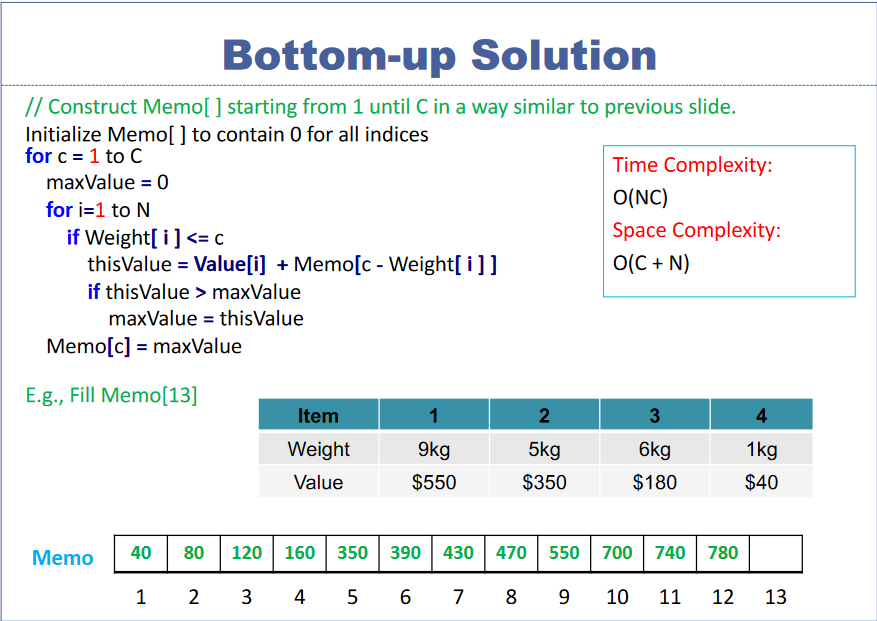 Bottom-up Solution
// Construct Memo[ ] starting from 1 until C in a way similar to previous slide.
Initialize Memo[ ] to contain 0 for all indices
for c = 1 to C
maxValue = 0
for i=1 to N
if Weight[ i ] <= c
thisValue = Value[i] + Memo[c - Weight[ i ] ]
if thisValue > maxValue
maxValue = thisValue
Memo[c] = maxValue
Time Complexity:
O(NC)
Space Complexity:
O(C + N)
E.g., Fill Memo[13]
Item 1 2 3 4
Weight 9kg 5kg 6kg 1kg
Value $550 $350 $180 $40
Memo 40 80 120 160 350 390 430 470 550 700 740 780
1 2 3 4 5 6 7 8 9 10 11 12 13